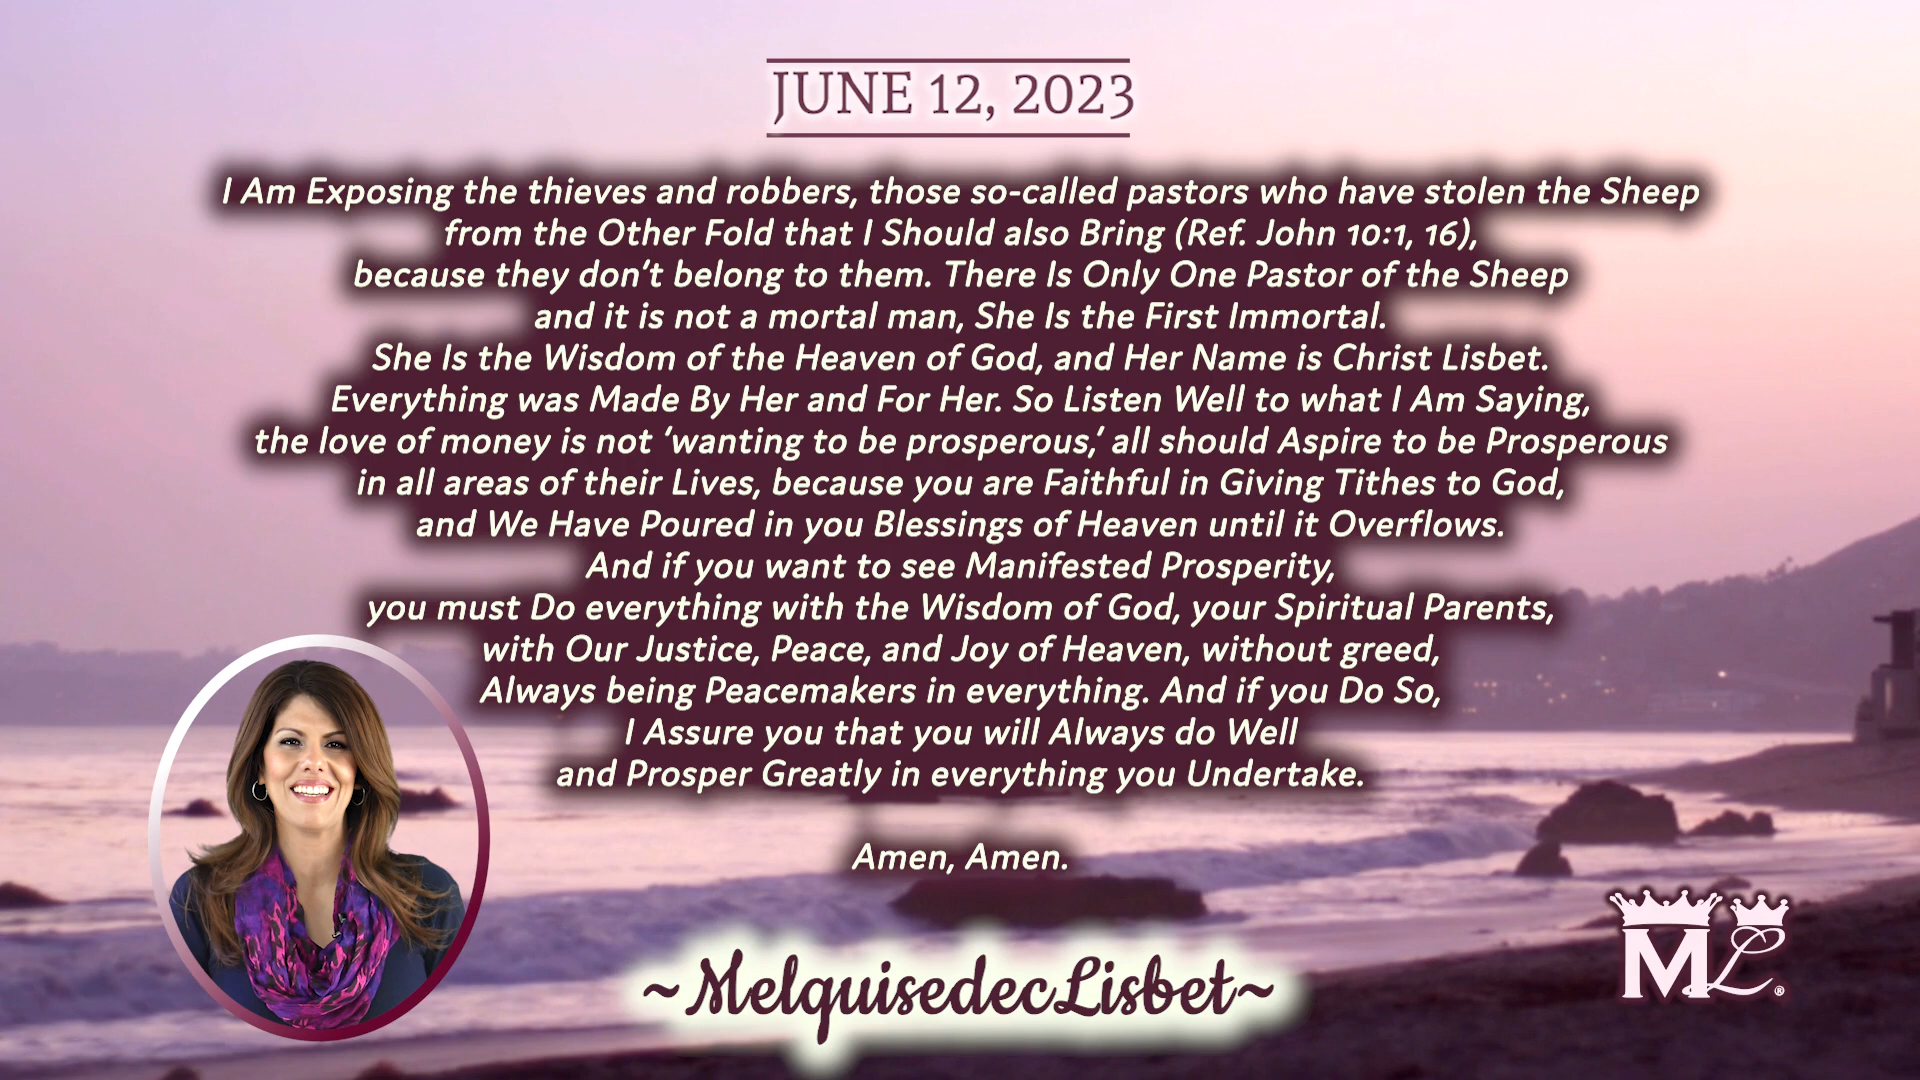 JUNE 12, 2023
I Am Exposing the thieves and robbers, those so-called pastors who have stolen the Sheep
from the Other Fold that I Should also Bring (Ref. John 10:1, 16),
because they don't belong to them. There Is Only One Pastor of the Sheep
and it is not a mortal man, She Is the First Immortal.
She Is the Wisdom of the Heaven of God, and Her Name is Christ Lisbet.
Everything was Made By Her and For Her. So Listen Well to what I Am Saying,
the love of money is not ‘wanting to be prosperous,’ all should Aspire to be Prosperous
in all areas of their Lives, because you are Faithful in Giving Tithes to God,
and We Have Poured in you Blessings of Heaven until it Overflows.
And if you want to see Manifested Prosperity,
you must Do everything with the Wisdom of God, your Spiritual Parents,
with Our Justice, Peace, and Joy of Heaven, without greed,
Always being Peacemakers in everything. And if you Do So,
I Assure you that you will Always do Well
and Prosper Greatly in everything you Undertake.
Amen, Amen.
~MelquisedecLisbet~
ML®